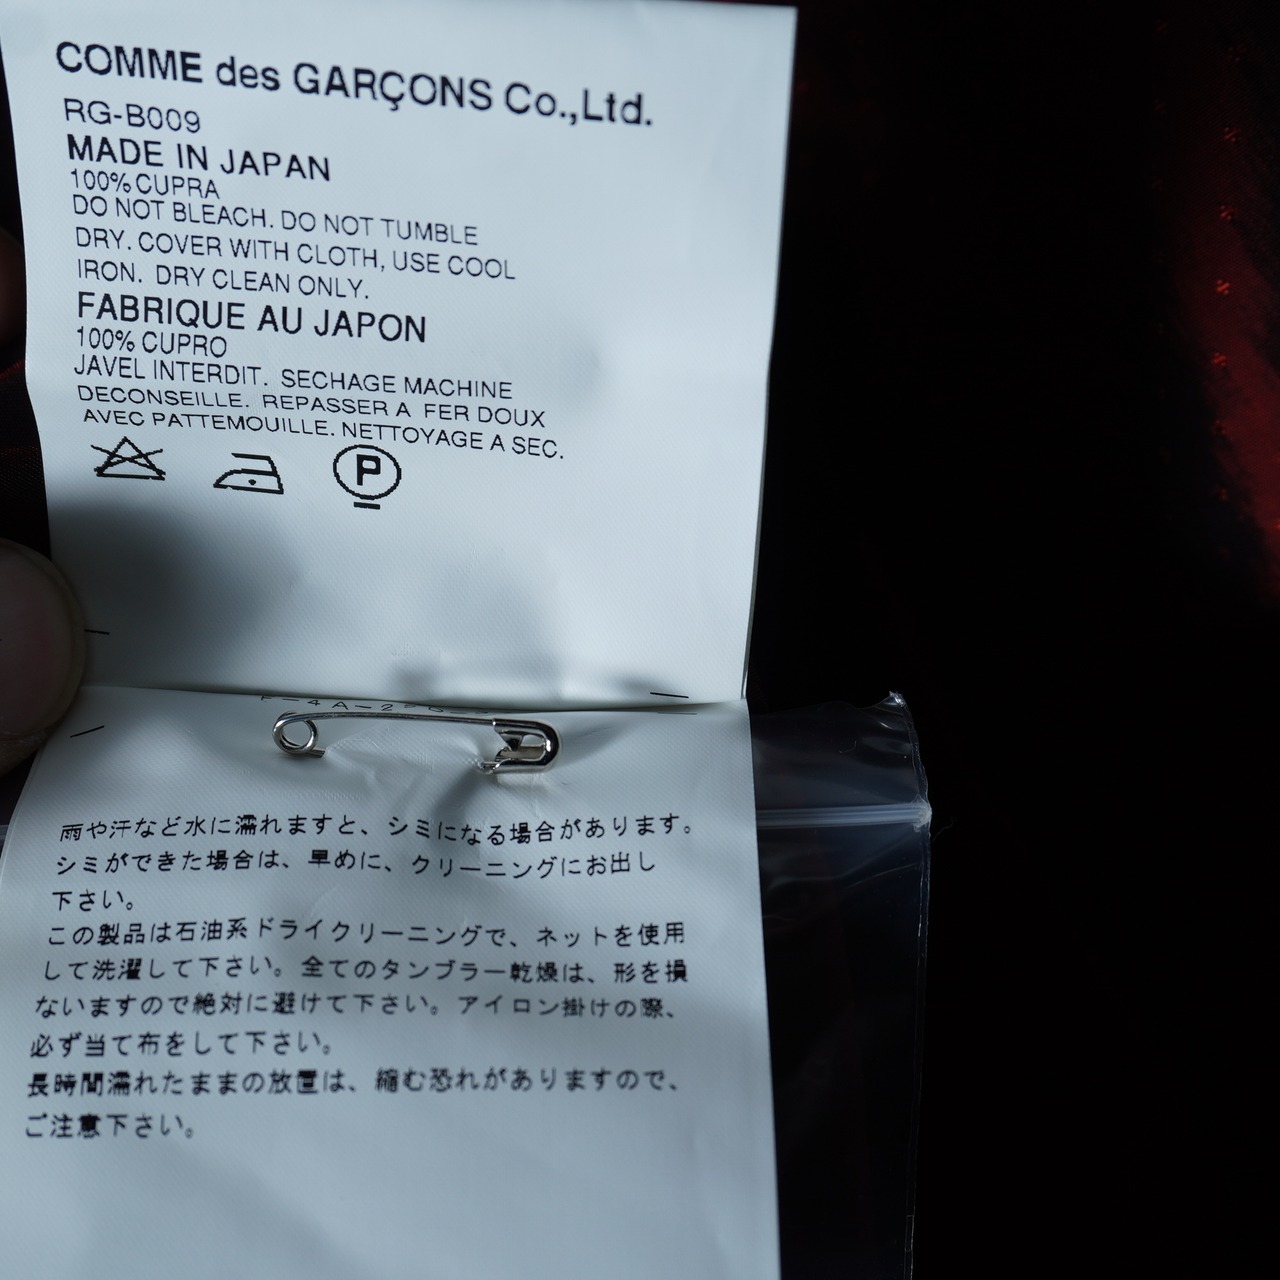 COMME des GARÇONS Co.,Ltd.
RG-B009
MADE IN JAPAN
100% CUPRA
DO NOT BLEACH. DO NOT TUMBLE
DRY. COVER WITH CLOTH, USE COOL
IRON. DRY CLEAN ONLY.
FABRIQUE AU JAPON
100% CUPRO
JAVEL INTERDIT. SECHAGE MACHINE
DECONSEILLE. REPASSER A FER DOUX
AVEC PATTEMOUILLE. NETTOYAGE A SEC.
P
雨や汗など水に濡れますと、シミになる場合があります。
シミができた場合は、早めに、クリーニングにお出し
下さい。
この製品は石油系ドライクリーニングで、ネットを使用
して洗濯して下さい。全てのタンブラー乾燥は、形を損
ないますので絶対に避けて下さい。アイロン掛けの際、
必ず当て布をして下さい。
長時間濡れたままの放置は、縮む恐れがありますので、
ご注意下さい。